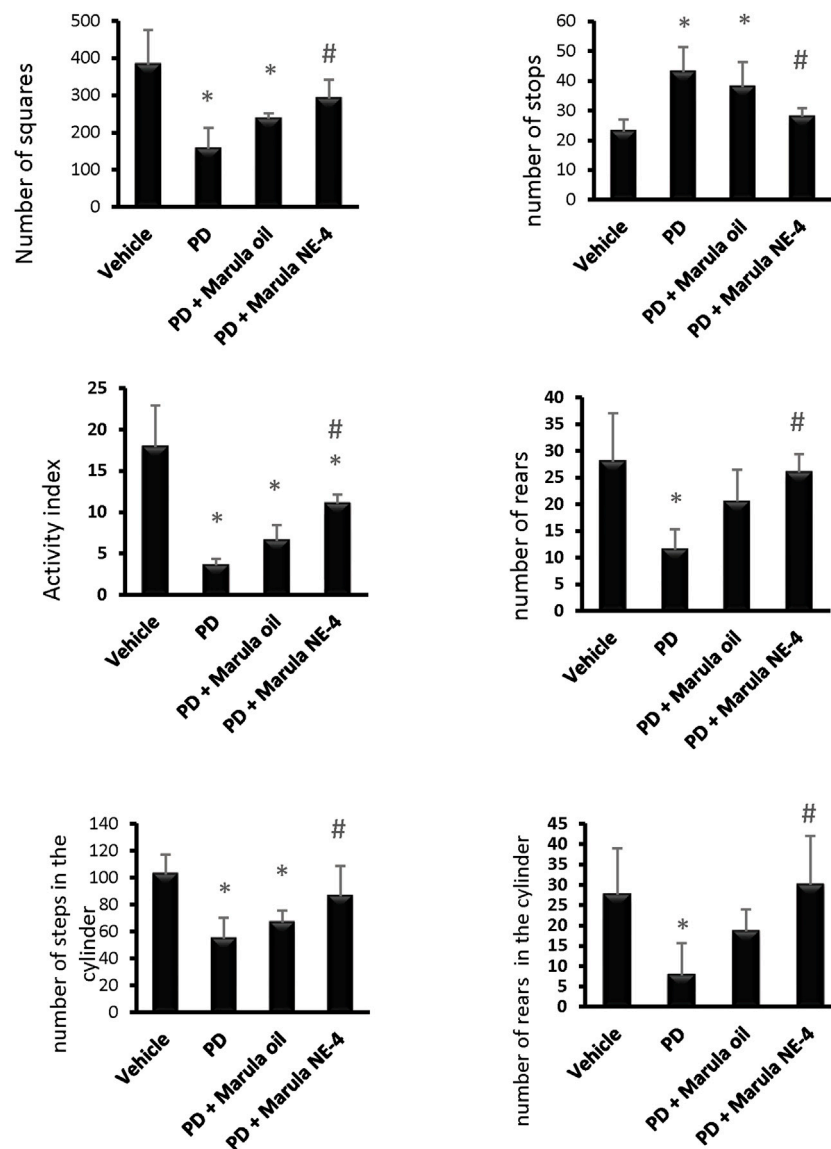 Number of squares
500
400
300
200
100
0
*
*
#
Vehicle
PD
PD + Marula oil
PD + Marula NE-4
number of stops
60
50
40
30
20
10
0
*
*
#
Vehicle
PD
PD + Marula oil
PD + Marula NE-4
Activity index
25
20
15
10
5
0
*
*
#
*
Vehicle
PD
PD + Marula oil
PD + Marula NE-4
number of rears
40
35
30
25
20
15
10
5
0
*
#
Vehicle
PD
PD + Marula oil
PD + Marula NE-4
number of steps in the
cylinder
140
120
100
80
60
40
20
0
*
*
#
Vehicle
PD
PD + Marula oil
PD + Marula NE-4
number of rears in the cylinder
45
40
35
30
25
20
15
10
5
0
*
#
Vehicle
PD
PD + Marula oil
PD + Marula NE-4